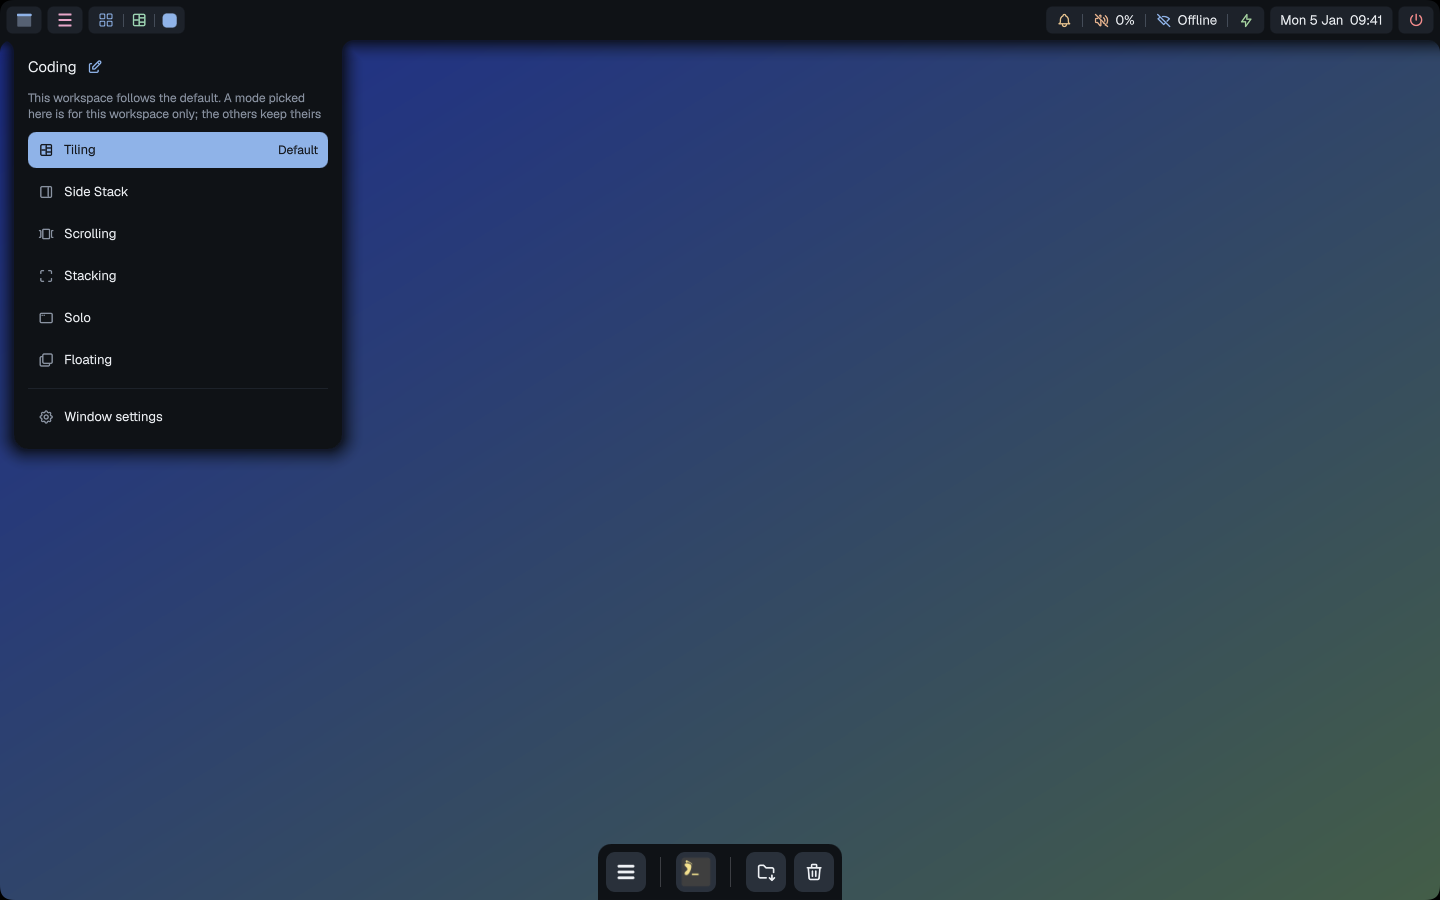 0%
Offline
Mon 5 Jan 09:41
Coding
This workspace follows the default. A mode picked
here is for this workspace only; the others keep theirs
Tiling
Default
Side Stack
Scrolling
Stacking
Solo
Floating
Window settings